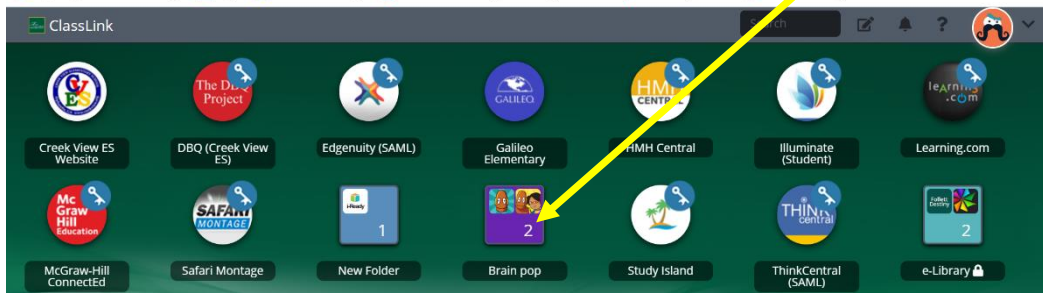 ClassLink
Search
CVES
The DBQ
Project
GALILEO
HMH
CENTRAL
learning
.com
Creek View ES
Website
DBQ (Creek View
ES)
Edgenuity (SAML)
Galileo
Elementary
HMH Central
Illuminate
(Student)
Learning.com
Mc
Graw
Hill
Education
SAFARI
MONTAGE
i-Ready
1
2
THINK
central
Follett
Destiny
2
McGraw-Hill
ConnectEd
Safari Montage
New Folder
Brain pop
Study Island
ThinkCentral
(SAML)
e-Library